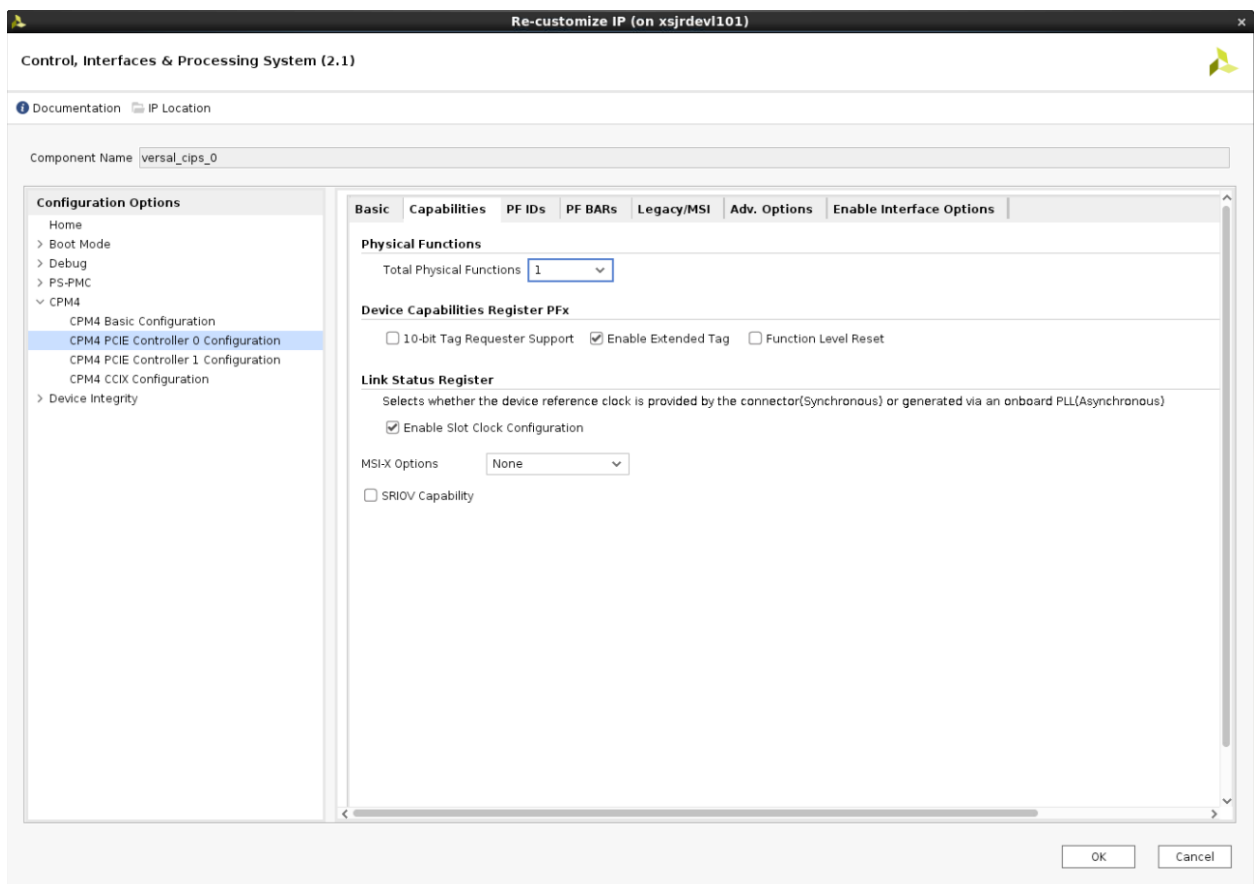 Re-customize IP (on xsjrdevl101)
Control, Interfaces & Processing System (2.1)
Documentation IP Location
Component Name versal_cips_0
Configuration Options
Home
Boot Mode
Debug
PS-PMC
CPM4
CPM4 Basic Configuration
CPM4 PCIE Controller 0 Configuration
CPM4 PCIE Controller 1 Configuration
CPM4 CCIX Configuration
Device Integrity
Basic Capabilities PF IDs PF BARs Legacy/MSI Adv. Options Enable Interface Options
Physical Functions
Total Physical Functions 1
Device Capabilities Register PFx
10-bit Tag Requester Support Enable Extended Tag Function Level Reset
Link Status Register
Selects whether the device reference clock is provided by the connector(Synchronous) or generated via an onboard PLL(Asynchronous)
Enable Slot Clock Configuration
MSI-X Options None
SRIOV Capability
OK Cancel